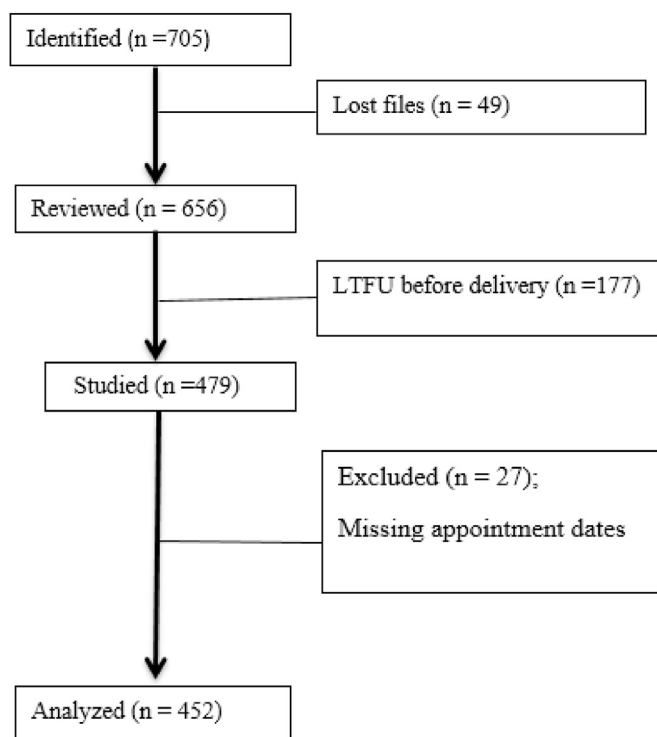 Identified (n =705)
Lost files (n = 49)
Reviewed (n = 656)
LTFU before delivery (n =177)
Studied (n =479)
Excluded (n = 27);
Missing appointment dates
Analyzed (n = 452)